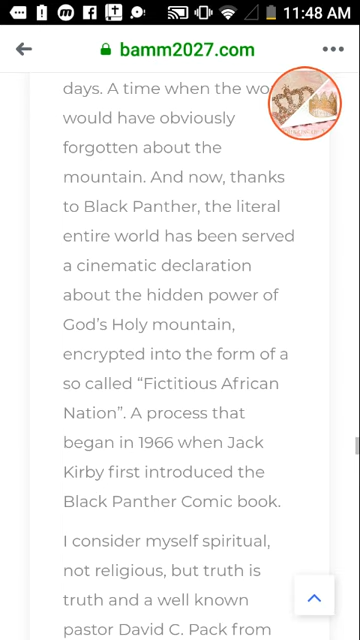 11:48 AM
bamm2027.com
days. A time when the
would have obviously
forgotten about the
mountain. And now, thanks
to Black Panther, the literal
entire world has been served
a cinematic declaration
about the hidden power of
God's Holy mountain,
encrypted into the form of a
so called “Fictitious African
Nation”. A process that
began in 1966 when Jack
Kirby first introduced the
Black Panther Comic book.
I consider myself spiritual,
not religious, but truth is
truth and a well known
pastor David C. Pack from